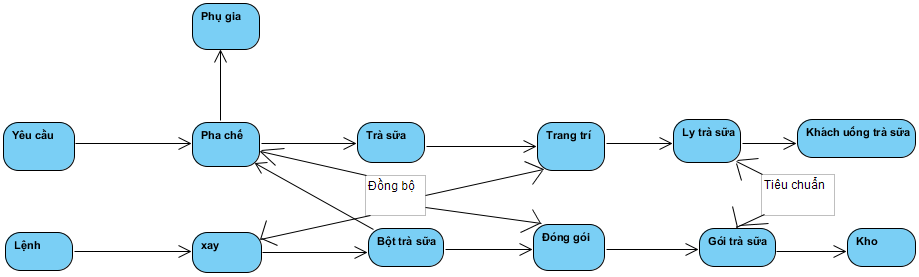 Phụ gia
Yêu cầu
Pha chế
Trà sữa
Trang trí
Ly trà sữa
Khách uống trà sữa
Đồng bộ
Tiêu chuẩn
Lệnh
xay
Bột trà sữa
Đóng gói
Gói trà sữa
Kho